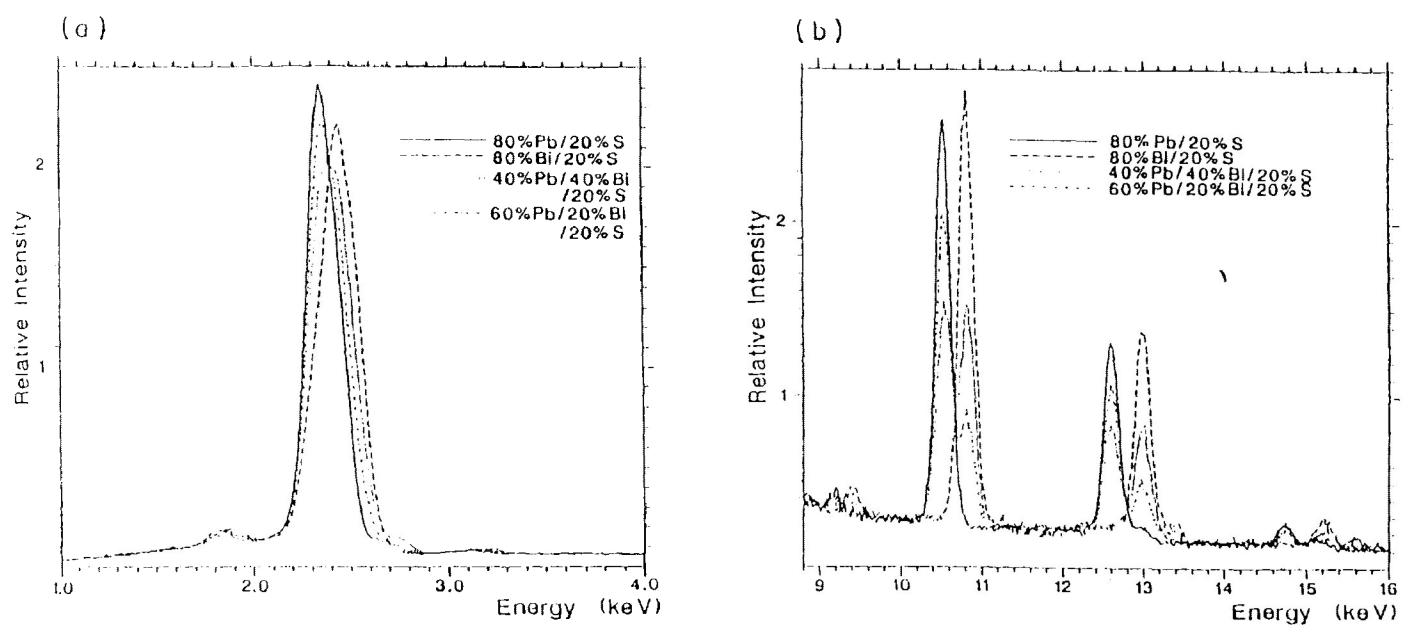 (a)
2
1
Relative Intensity
1.0
2.0
3.0
4.0
Energy (keV)
80%Pb/20%S
80%Bi/20%S
40%Pb/40%Bi
/20%S
60%Pb/20%Bi
/20%S
(b)
2
1
Relative Intensity
9
10
11
12
13
14
15
16
Energy (keV)
80%Pb/20%S
80%Bi/20%S
40%Pb/40%Bi/20%S
60%Pb/20%Bi/20%S